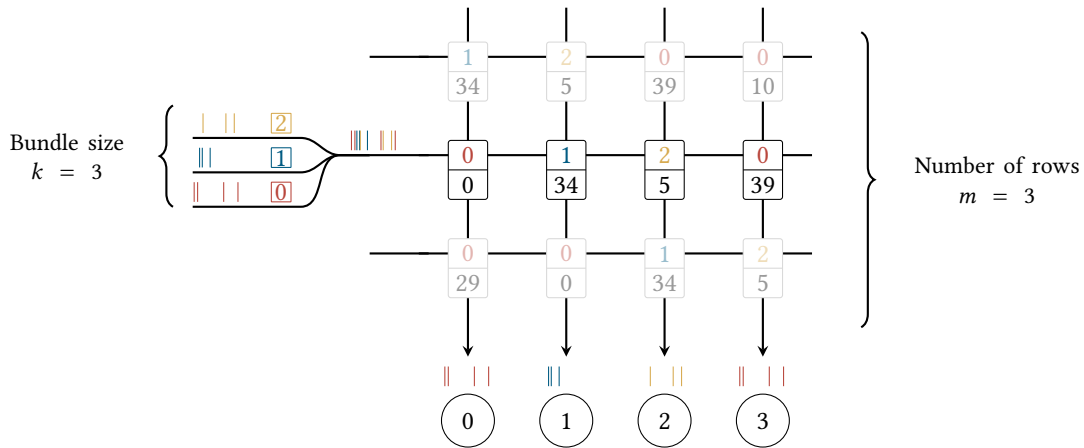 1 2 0 0
34 5 39 10
Bundle size
k = 3
2
1
0
0 1 2 0
0 34 5 39
Number of rows
m = 3
0 0 1 2
29 0 34 5
0 1 2 3